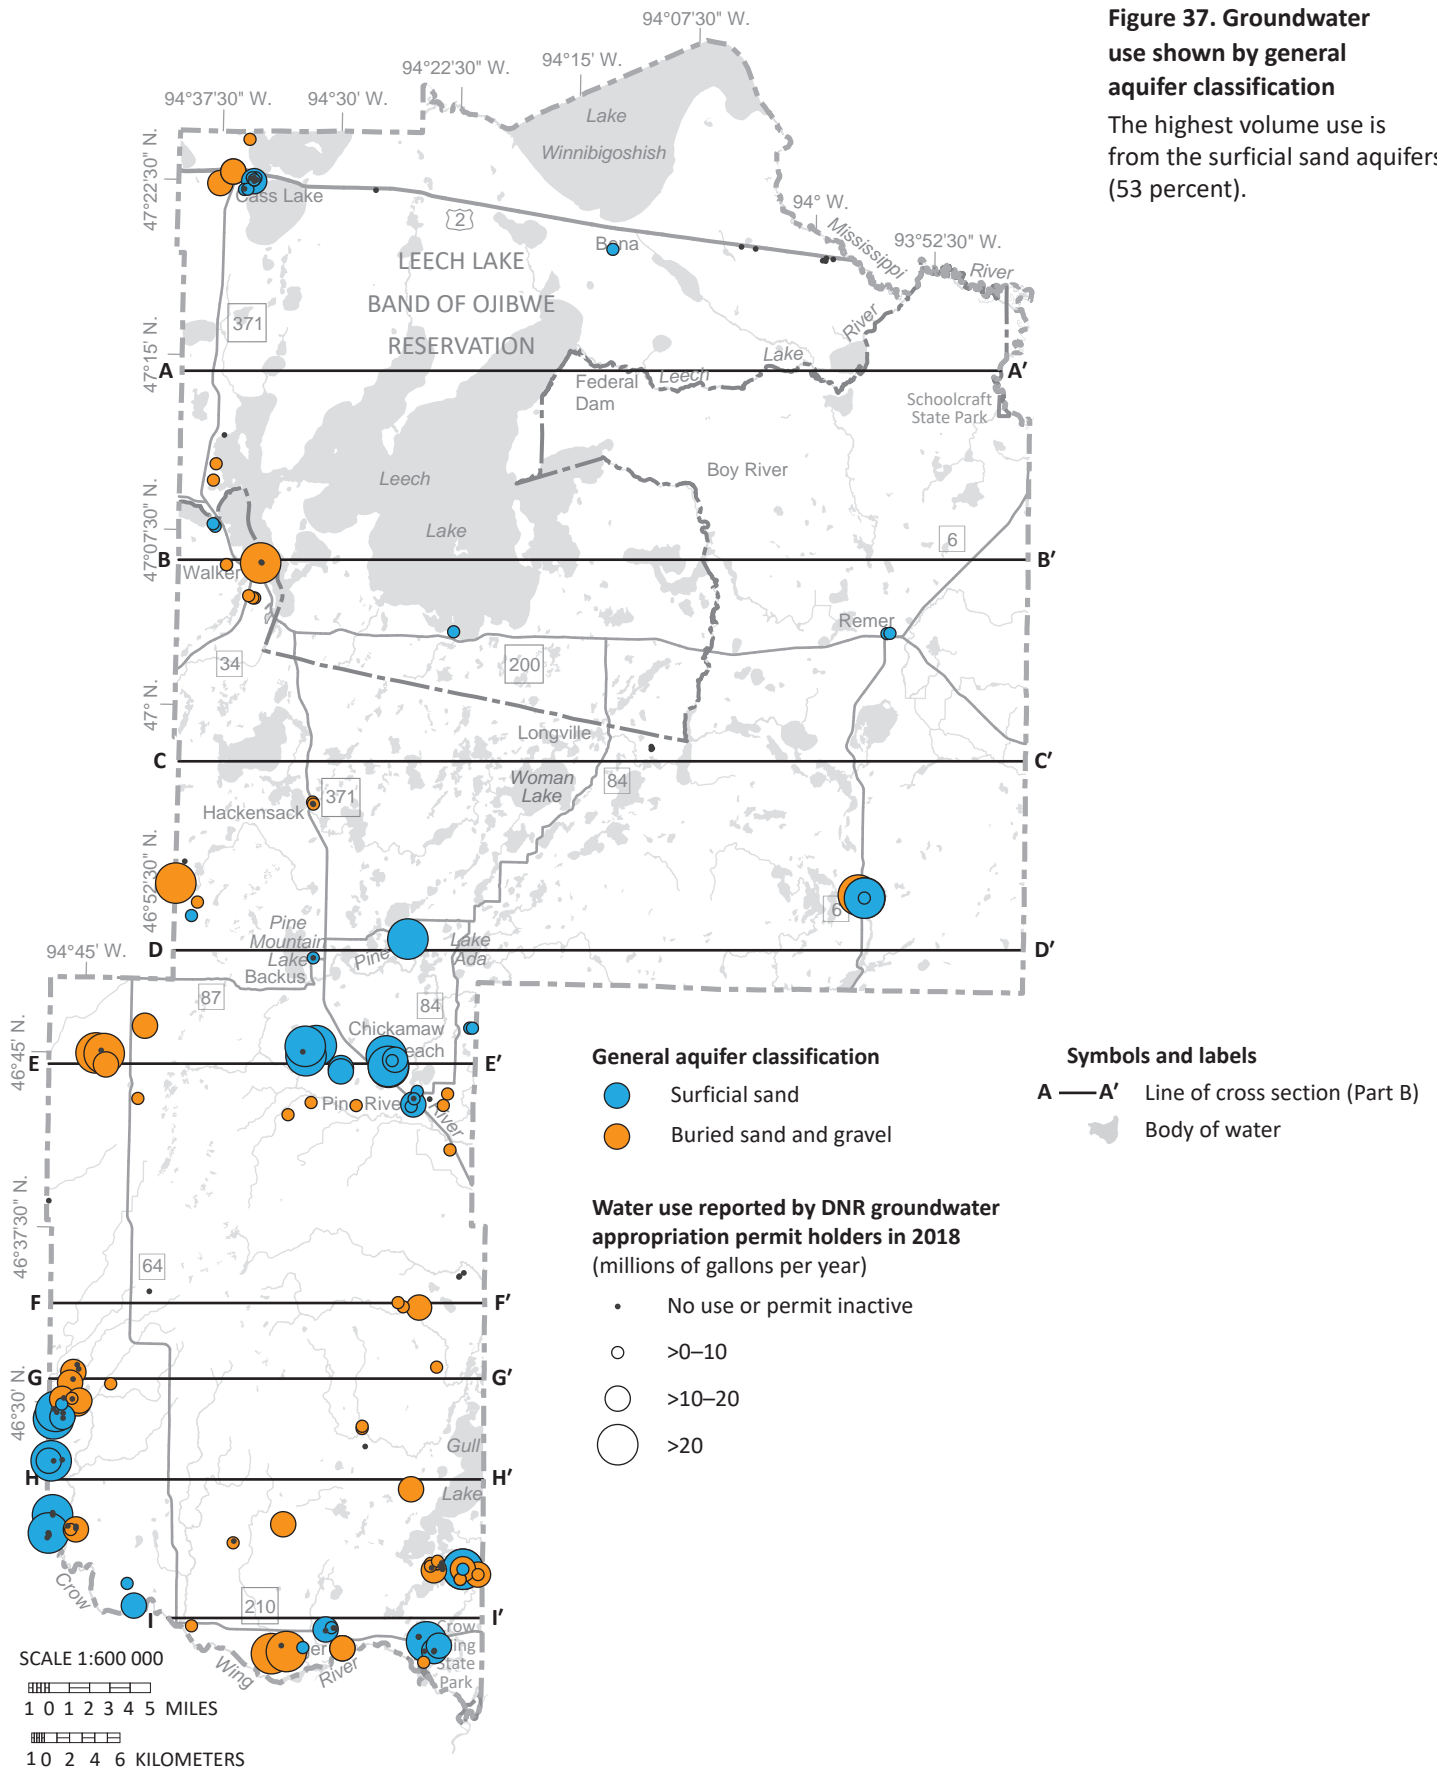 Figure 37. Groundwater
use shown by general
aquifer classification
The highest volume use is
from the surficial sand aquifers
(53 percent).
94°07'30" W.
94°15' W.
94°22'30" W.
94°37'30" W.
94°30' W.
Lake
Winnibigoshish
47°22'30" N.
Cass Lake
2
94° W.
Mississippi
93°52'30" W.
River
Bena
LEECH LAKE
BAND OF OJIBWE
RESERVATION
371
River
47°15' N.
Lake
A
A′
Federal
Dam
Leech
Schoolcraft
State Park
Leech
Boy River
Lake
6
47°07'30" N.
B
B′
Walker
Remer
34
200
47° N.
Longville
C
C′
Woman
Lake
84
Hackensack
371
46°52'30" N.
6
Pine
Mountain
Lake
Pine
Lake
Ada
94°45' W.
D
D′
Backus
87
84
Chickamaw
each
46°45' N.
E
E′
Pine River
River
46°37'30" N.
64
F
F′
G
G′
46°30' N.
Gull
H
H′
Lake
Crow
210
I
I′
Crow
ing
State
Park
er
Wing
River
General aquifer classification
Surficial sand
Buried sand and gravel
Water use reported by DNR groundwater
appropriation permit holders in 2018
(millions of gallons per year)
No use or permit inactive
>0–10
>10–20
>20
Symbols and labels
A A′ Line of cross section (Part B)
Body of water
SCALE 1:600 000
1 0 1 2 3 4 5 MILES
1 0 2 4 6 KILOMETERS